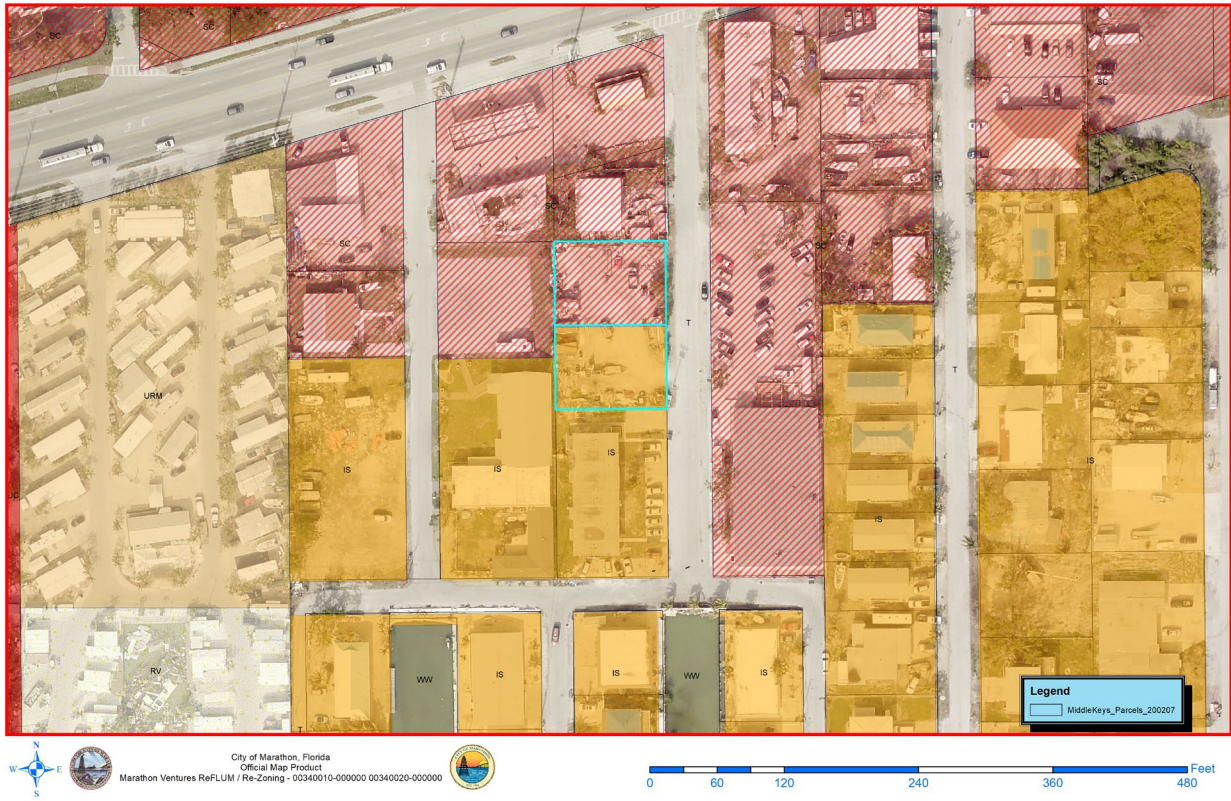 SC
SC
SC
SC
SC
SC
T
T
URM
IS
IS
IS
IS
IS
RV
WW
IS
IS
WW
IS
T
Legend
MiddleKeys_Parcels_200207
N
W
E
S
City of Marathon, Florida
Official Map Product
Marathon Ventures ReFLUM / Re-Zoning - 00340010-000000 00340020-000000
Feet
0 60 120 240 360 480